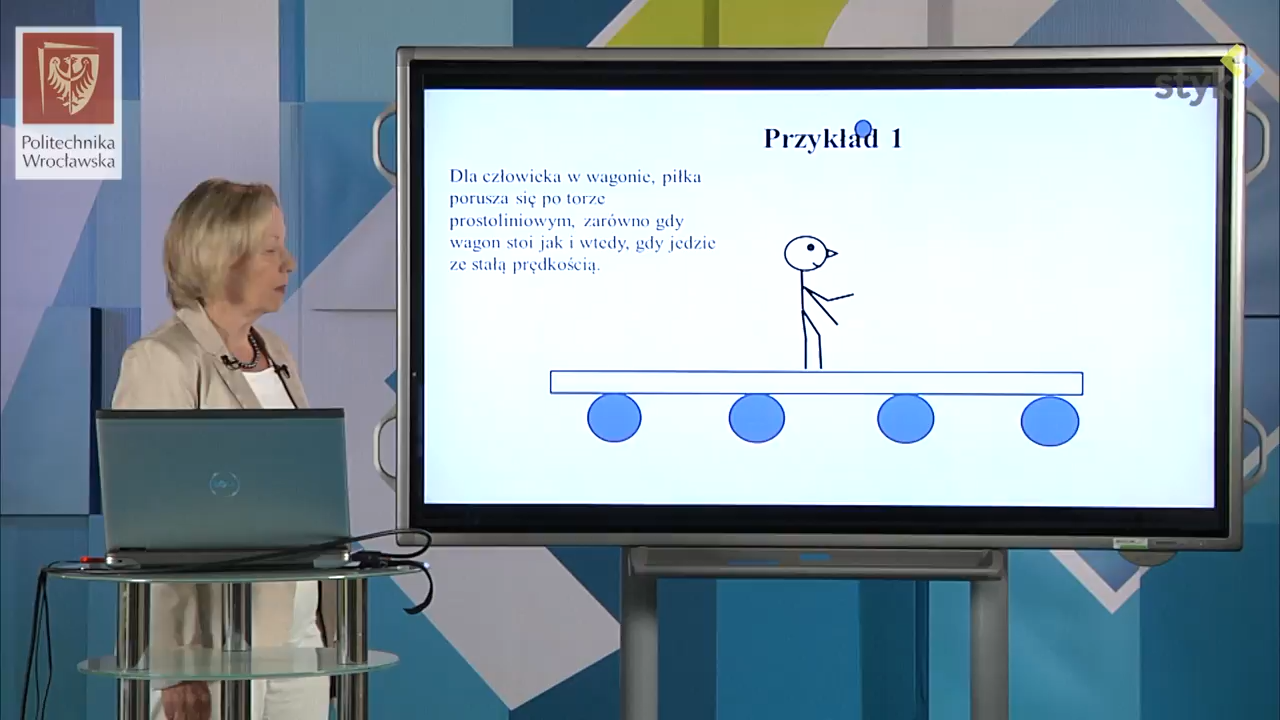 Politechnika
Wrocławska
styk
Przykład 1
Dla człowieka w wagonie, piłka
porusza się po torze
prostoliniowym, zarówno gdy
wagon stoi jak i wtedy, gdy jedzie
ze stałą prędkością.